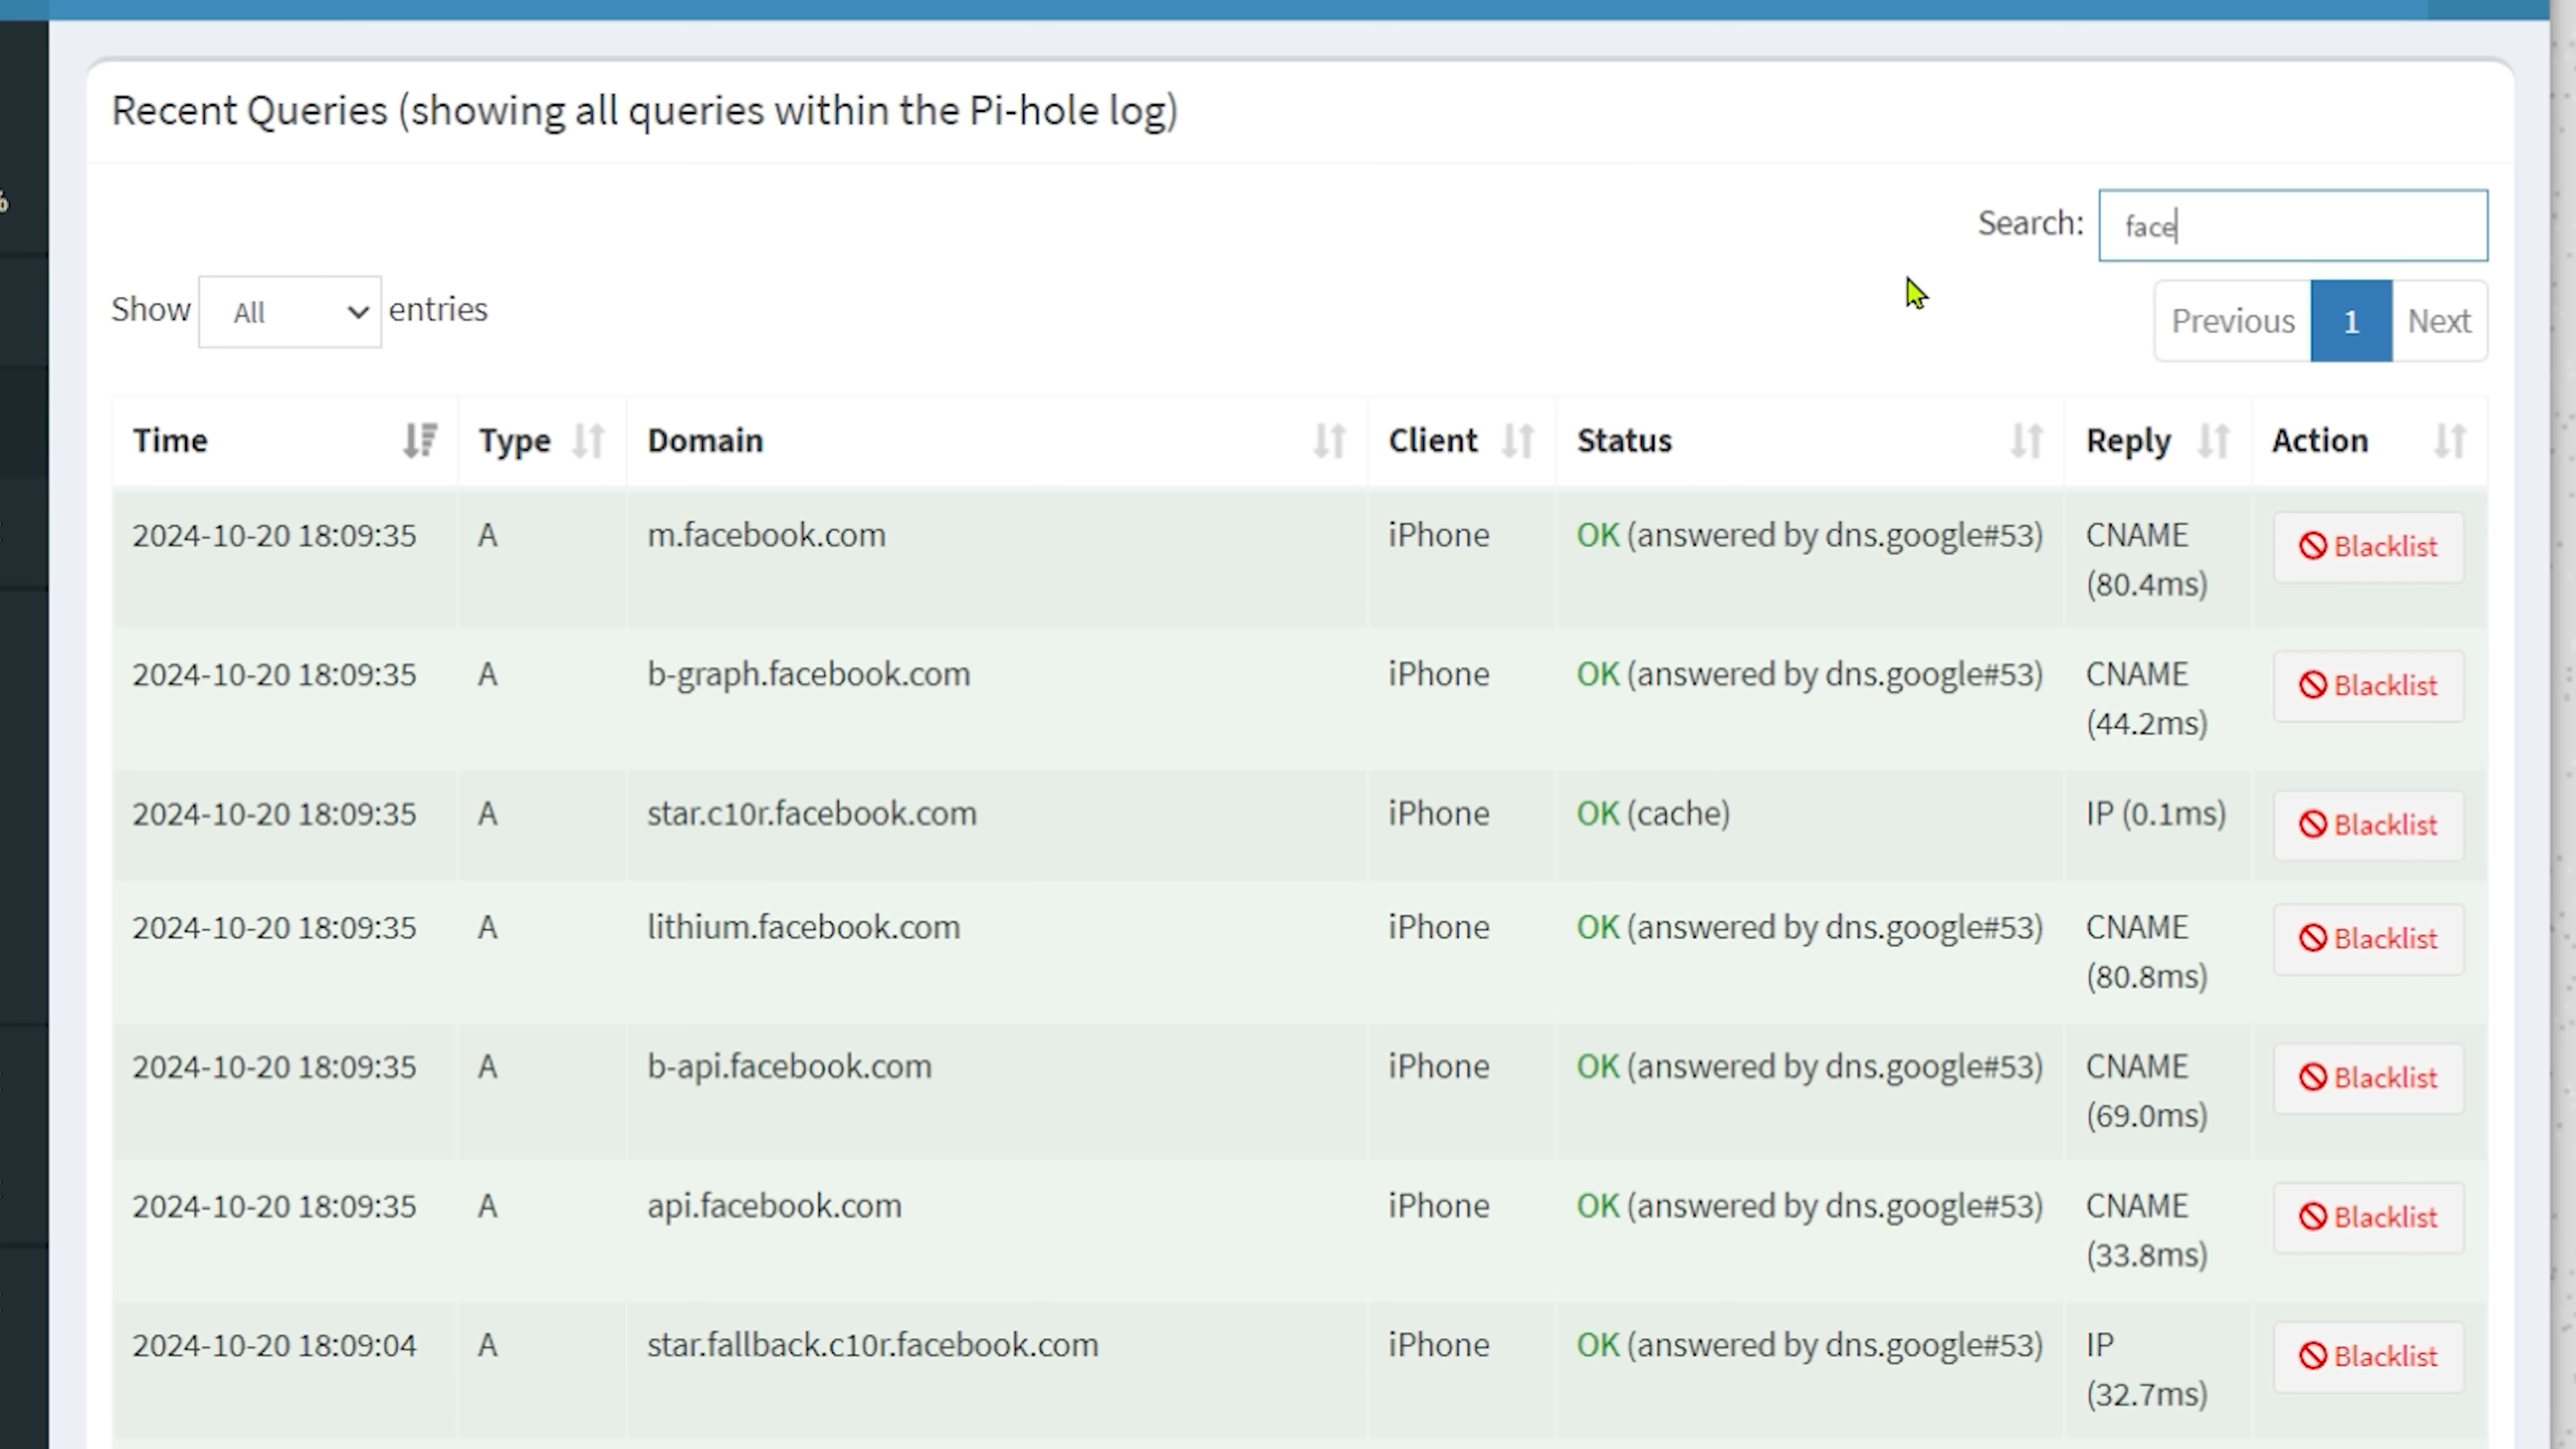 %
Recent Queries (showing all queries within the Pi-hole log)
Search: face
Show All entries
Previous 1 Next
Time Type Domain Client Status Reply Action
2024-10-20 18:09:35 A m.facebook.com iPhone OK (answered by dns.google#53) CNAME Blacklist
(80.4ms)
2024-10-20 18:09:35 A b-graph.facebook.com iPhone OK (answered by dns.google#53) CNAME Blacklist
(44.2ms)
2024-10-20 18:09:35 A star.c10r.facebook.com iPhone OK (cache) IP (0.1ms) Blacklist
2024-10-20 18:09:35 A lithium.facebook.com iPhone OK (answered by dns.google#53) CNAME Blacklist
(80.8ms)
2024-10-20 18:09:35 A b-api.facebook.com iPhone OK (answered by dns.google#53) CNAME Blacklist
(69.0ms)
2024-10-20 18:09:35 A api.facebook.com iPhone OK (answered by dns.google#53) CNAME Blacklist
(33.8ms)
2024-10-20 18:09:04 A star.fallback.c10r.facebook.com iPhone OK (answered by dns.google#53) IP Blacklist
(32.7ms)